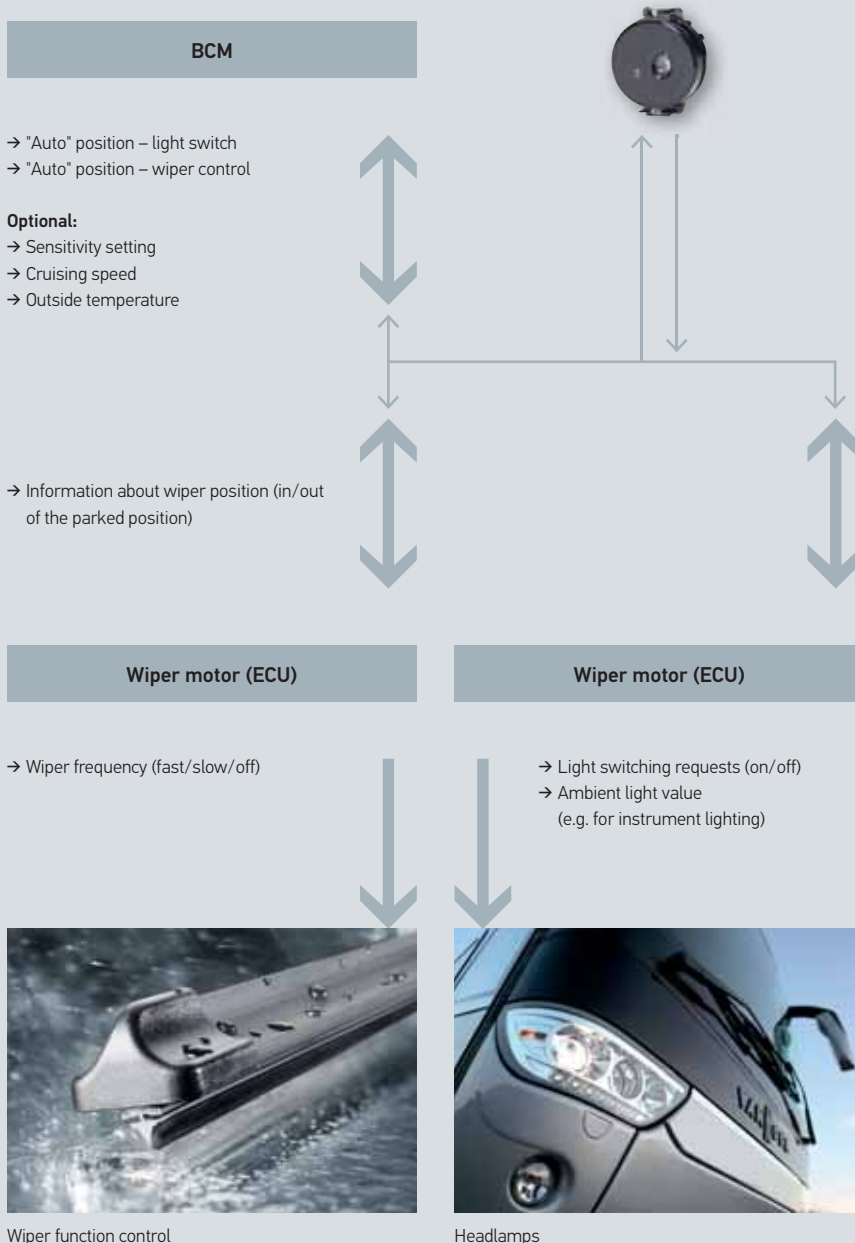 BCM
→ "Auto" position – light switch
→ "Auto" position – wiper control
Optional:
→ Sensitivity setting
→ Cruising speed
→ Outside temperature
→ Information about wiper position (in/out
of the parked position)
Wiper motor (ECU)
Wiper motor (ECU)
→ Wiper frequency (fast/slow/off)
→ Light switching requests (on/off)
→ Ambient light value
(e.g. for instrument lighting)
Wiper function control
Headlamps